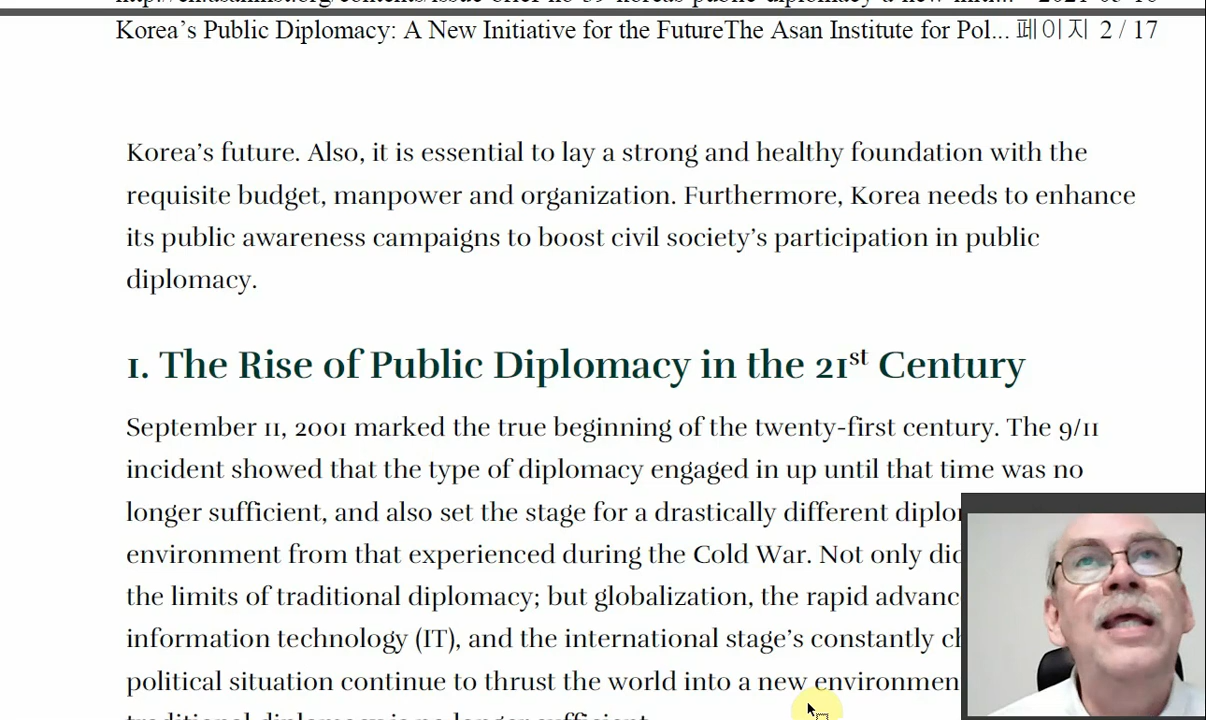 Korea’s Public Diplomacy: A New Initiative for the FutureThe Asan Institute for Pol... 페이지 2 / 17
Korea’s future. Also, it is essential to lay a strong and healthy foundation with the
requisite budget, manpower and organization. Furthermore, Korea needs to enhance
its public awareness campaigns to boost civil society’s participation in public
diplomacy.
1. The Rise of Public Diplomacy in the 21st Century
September 11, 2001 marked the true beginning of the twenty-first century. The 9/11
incident showed that the type of diplomacy engaged in up until that time was no
longer sufficient, and also set the stage for a drastically different
environment from that experienced during the Cold War. Not only
the limits of traditional diplomacy; but globalization, the rapid
information technology (IT), and the international stage’s constantly
political situation continue to thrust the world into a new
traditional diplomacy is no longer sufficient.